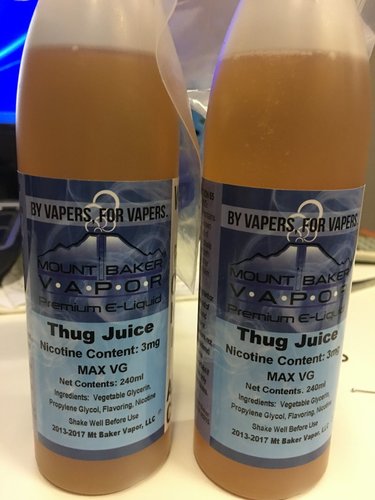 BY VAPERS, FOR VAPERS.
MOUNT BAKER
V•A•P•O•R
Premium E-Liquid
Thug Juice
Nicotine Content: 3mg
MAX VG
Net Contents: 240ml
Ingredients: Vegetable Glycerin,
Propylene Glycol, Flavoring, Nicotine
Shake Well Before Use
2013-2017 Mt Baker Vapor, LLC
BY VAPERS, FOR VAPERS.
MOUNT BAKER
V•A•P•O•R
Premium E-Liquid
Thug Juice
Nicotine Content: 3mg
MAX VG
Net Contents: 240ml
Ingredients: Vegetable Glycerin,
Propylene Glycol, Flavoring, Nicotine
Shake Well Before Use
2013-2017 Mt Baker Vapor, LLC